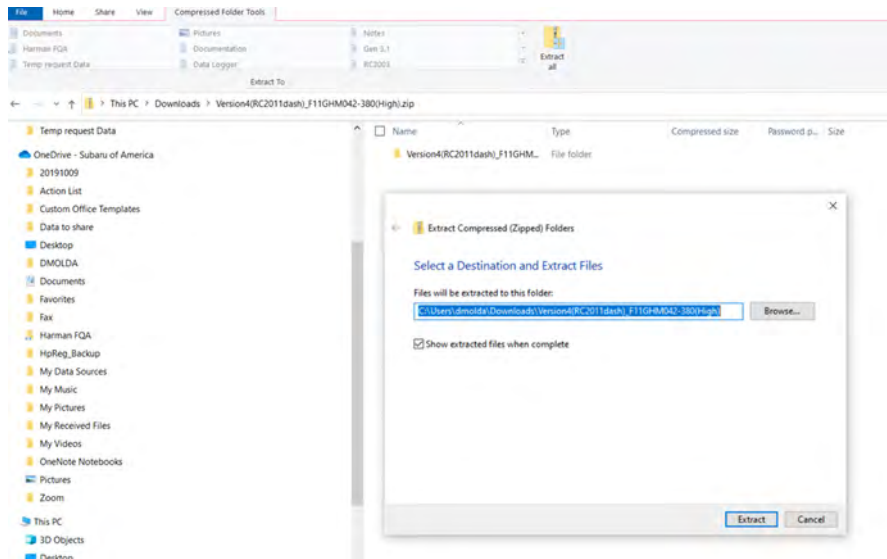 File Home Share View Compressed Folder Tools
Documents Pictures Notes
Harman FQA Documentation Gen 3.1
Temp request Data Data Logger
Extract all
Extract To
This PC > Downloads > Version4(RC2011dash)_F11GHM042-380(High).zip
Temp request Data
Name Type Compressed size Password p... Size
OneDrive - Subaru of America
Version4(RC2011dash)_F11GHM... File folder
20191009
Action List
Custom Office Templates
Data to share
Extract Compressed (Zipped) Folders
Desktop
DMOLDA
Select a Destination and Extract Files
Documents
Files will be extracted to this folder:
Favorites
C:\Users\dmolda\Downloads\Version4(RC2011dash)_F11GHM042-380(High) Browse...
Fax
Harman FQA
Show extracted files when complete
HpReg_Backup
My Data Sources
My Music
My Pictures
My Received Files
My Videos
OneNote Notebooks
Pictures
Zoom
Extract Cancel
This PC
3D Objects
Desktop